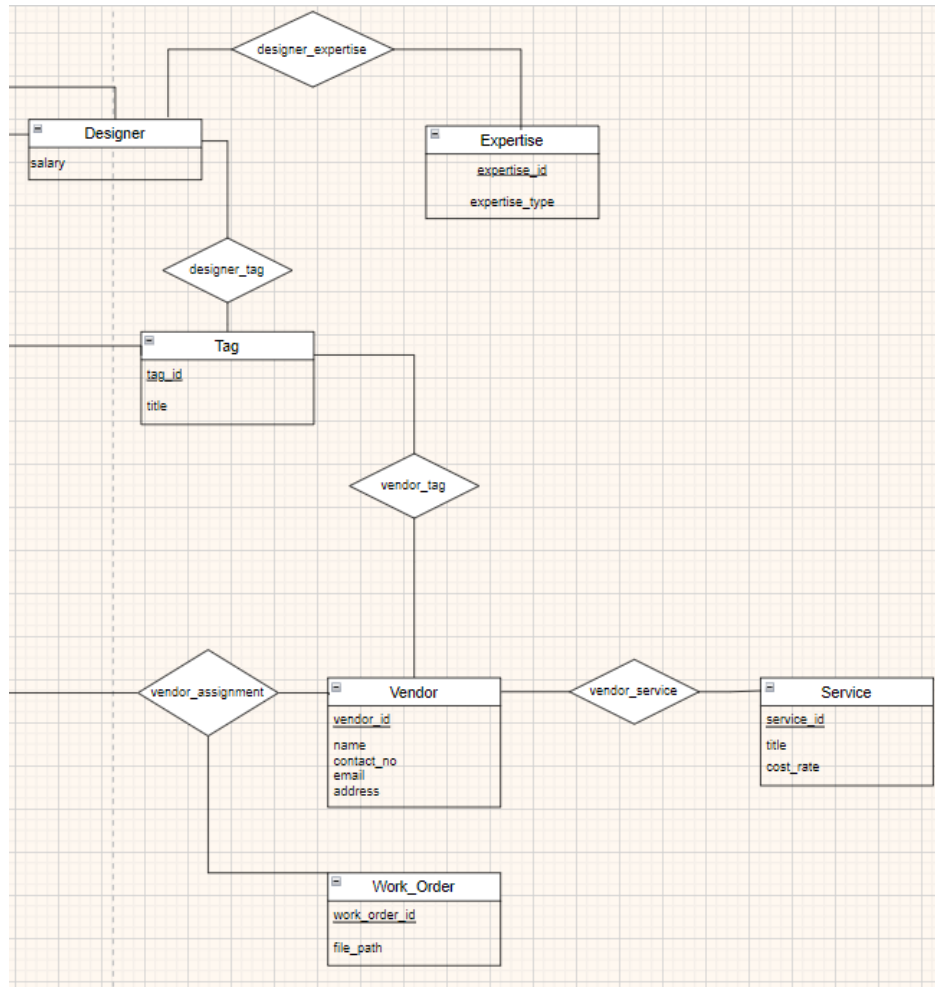 designer_expertise
Designer
salary
Expertise
expertise_id
expertise_type
designer_tag
Tag
tag_id
title
vendor_tag
vendor_assignment
Vendor
vendor_id
name
contact_no
email
address
vendor_service
Service
service_id
title
cost_rate
Work_Order
work_order_id
file_path